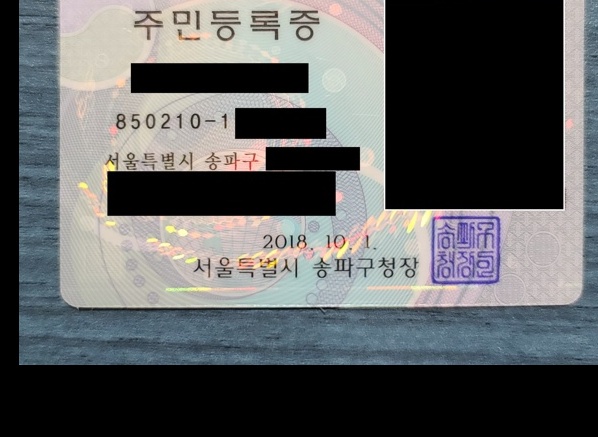 주민등록증
850210-1
서울특별시 송파구
2018. 10. 1.
서울특별시 송파구청장